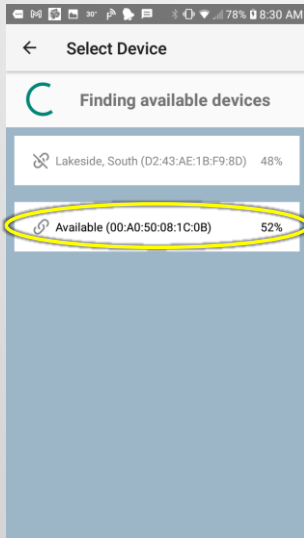 30° 78% 8:30 AM
Select Device
Finding available devices
Lakeside, South (D2:43:AE:1B:F9:8D) 48%
Available (00:A0:50:08:1C:0B) 52%